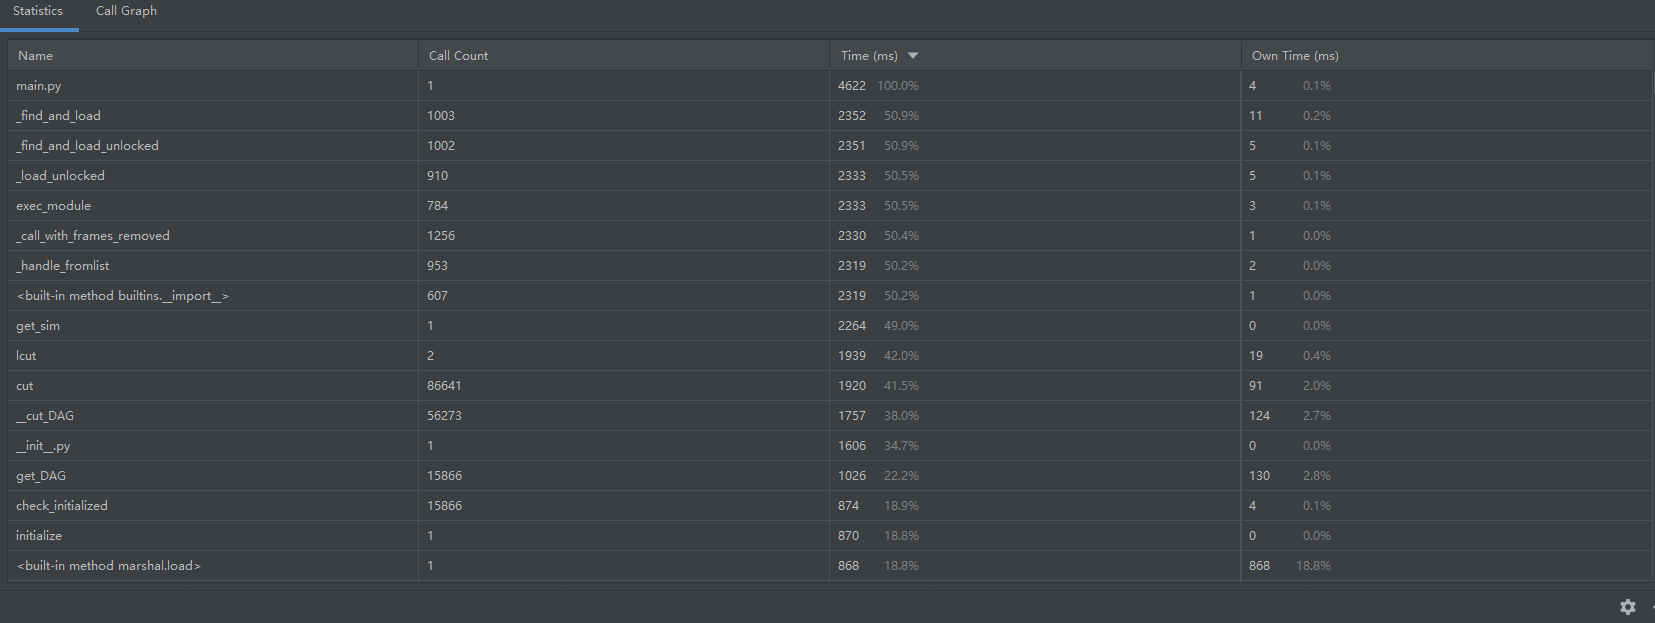 Statistics Call Graph
Name Call Count Time (ms) Own Time (ms)
main.py 1 4622 100.0% 4 0.1%
_find_and_load 1003 2352 50.9% 11 0.2%
_find_and_load_unlocked 1002 2351 50.9% 5 0.1%
_load_unlocked 910 2333 50.5% 5 0.1%
exec_module 784 2333 50.5% 3 0.1%
_call_with_frames_removed 1256 2330 50.4% 1 0.0%
_handle_fromlist 953 2319 50.2% 2 0.0%
<built-in method builtins.__import__> 607 2319 50.2% 1 0.0%
get_sim 1 2264 49.0% 0 0.0%
lcut 2 1939 42.0% 19 0.4%
cut 86641 1920 41.5% 91 2.0%
__cut_DAG 56273 1757 38.0% 124 2.7%
__init__.py 1 1606 34.7% 0 0.0%
get_DAG 15866 1026 22.2% 130 2.8%
check_initialized 15866 874 18.9% 4 0.1%
initialize 1 870 18.8% 0 0.0%
<built-in method marshal.load> 1 868 18.8% 868 18.8%